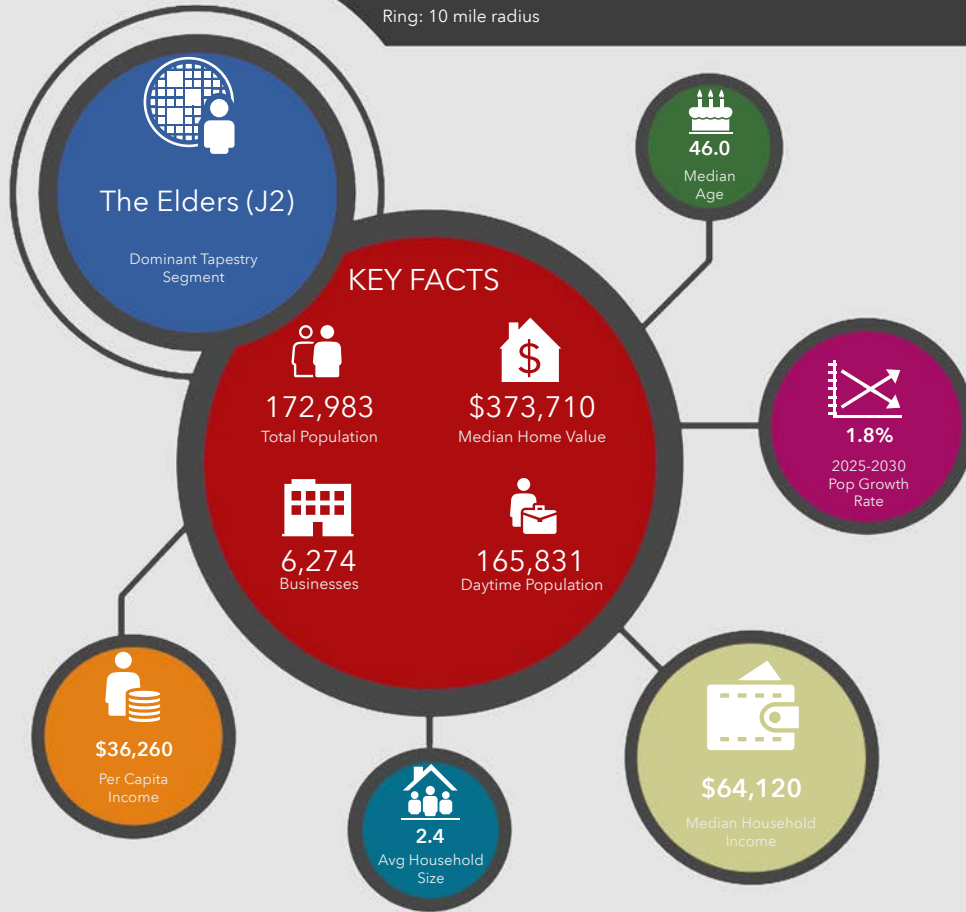 Ring: 10 mile radius
The Elders (J2)
Dominant Tapestry
Segment
46.0
Median
Age
KEY FACTS
172,983
Total Population
$373,710
Median Home Value
$
6,274
Businesses
165,831
Daytime Population
1.8%
2025-2030
Pop Growth
Rate
$36,260
Per Capita
Income
2.4
Avg Household
Size
$64,120
Median Household
Income